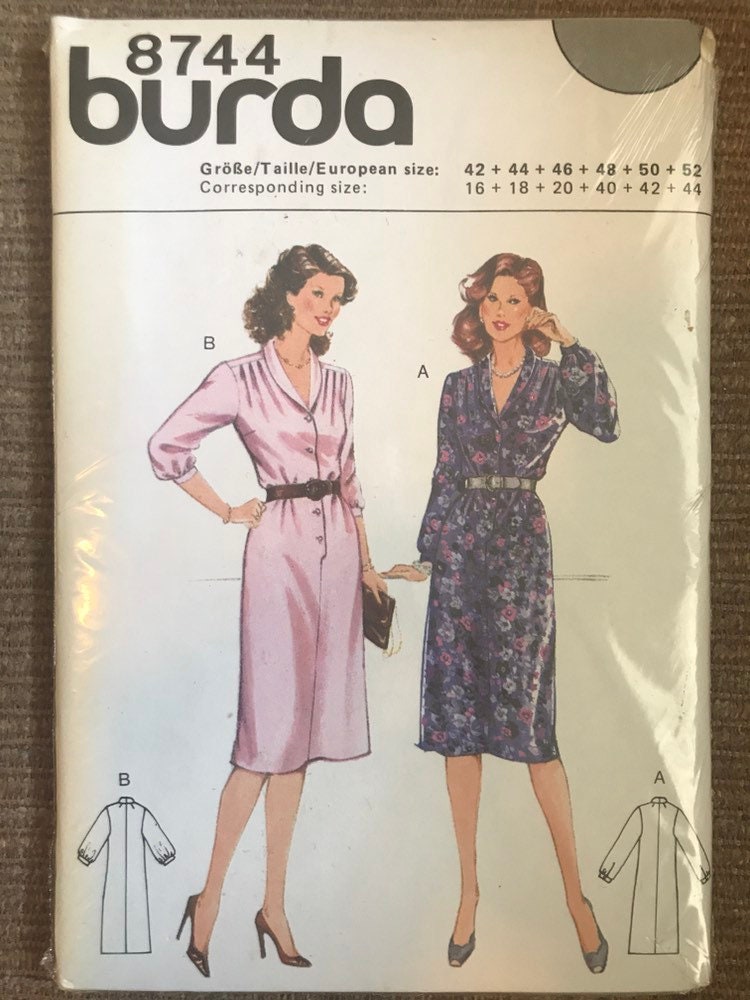 8744
burda
Größe/Taille/European size: 42 + 44 + 46 + 48 + 50 + 52
Corresponding size: 16 + 18 + 20 + 40 + 42 + 44
B
A
B
A